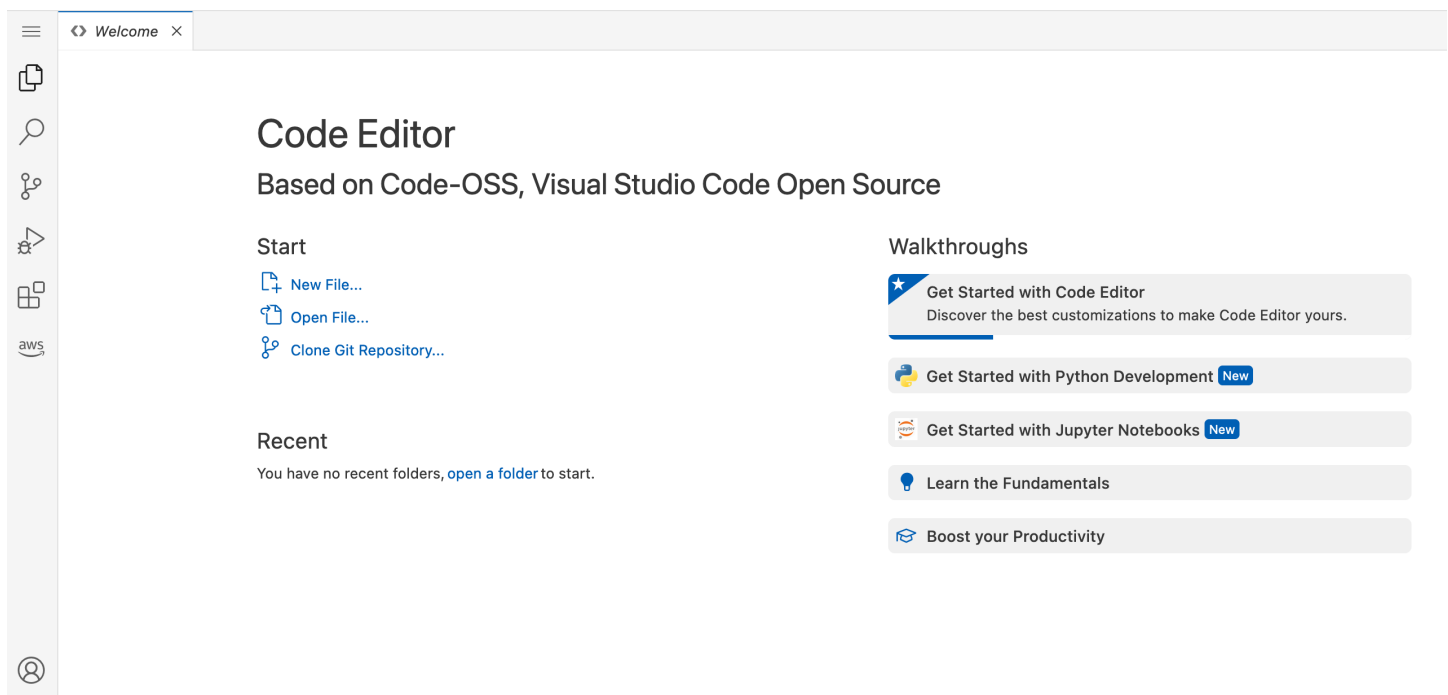 Welcome
Code Editor
Based on Code-OSS, Visual Studio Code Open Source
Start
New File...
Open File...
Clone Git Repository...
Recent
You have no recent folders, open a folder to start.
Walkthroughs
Get Started with Code Editor
Discover the best customizations to make Code Editor yours.
Get Started with Python Development New
jupyter
Get Started with Jupyter Notebooks New
Learn the Fundamentals
Boost your Productivity
aws